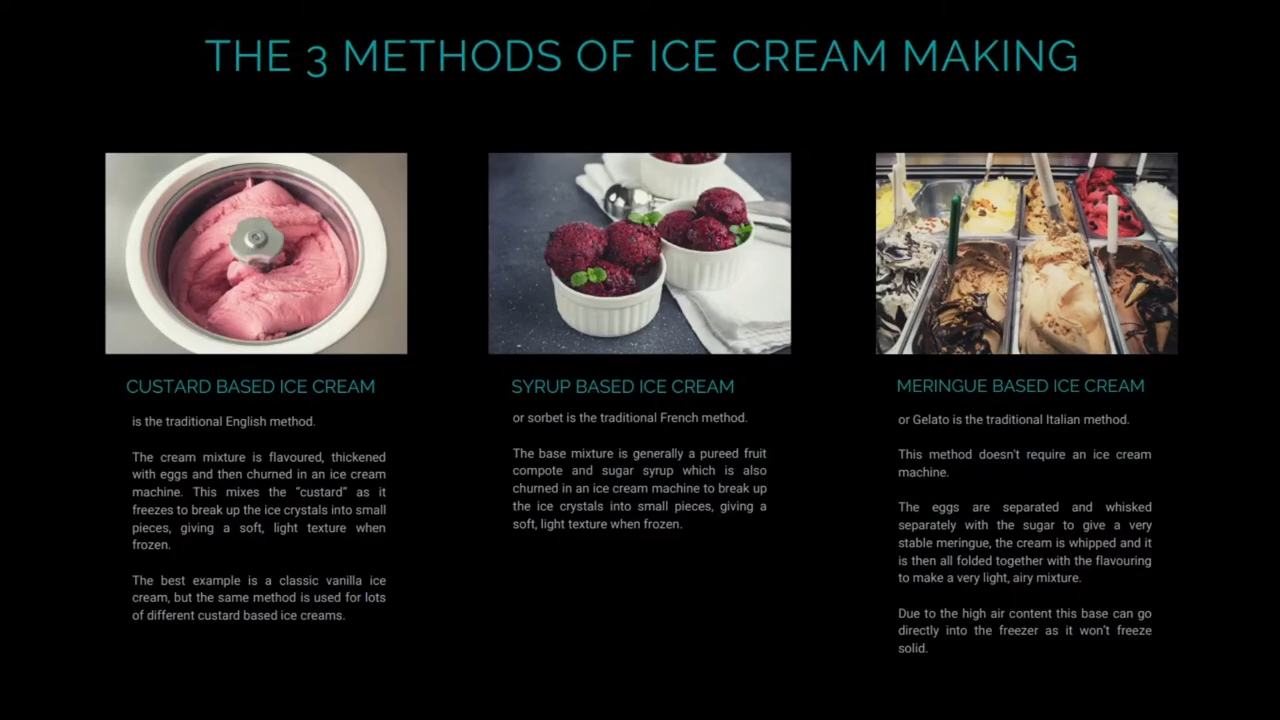 THE 3 METHODS OF ICE CREAM MAKING
CUSTARD BASED ICE CREAM
is the traditional English method.
The cream mixture is flavoured, thickened
with eggs and then churned in an ice cream
machine. This mixes the “custard” as it
freezes to break up the ice crystals into small
pieces, giving a soft, light texture when
frozen.
The best example is a classic vanilla ice
cream, but the same method is used for lots
of different custard based ice creams.
SYRUP BASED ICE CREAM
or sorbet is the traditional French method.
The base mixture is generally a pureed fruit
compote and sugar syrup which is also
churned in an ice cream machine to break up
the ice crystals into small pieces, giving a
soft, light texture when frozen.
MERINGUE BASED ICE CREAM
or Gelato is the traditional Italian method.
This method doesn't require an ice cream
machine.
The eggs are separated and whisked
separately with the sugar to give a very
stable meringue, the cream is whipped and it
is then all folded together with the flavouring
to make a very light, airy mixture.
Due to the high air content this base can go
directly into the freezer as it won't freeze
solid.